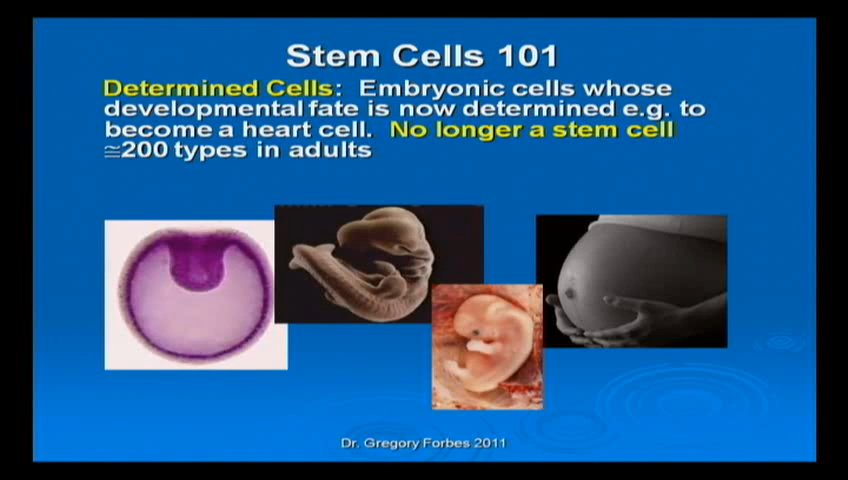 Stem Cells 101
Determined Cells: Embryonic cells whose
developmental fate is now determined e.g. to
become a heart cell. No longer a stem cell
≅200 types in adults
Dr. Gregory Forbes 2011